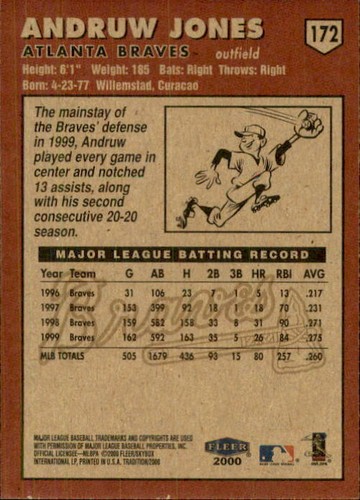 ANDRUW JONES
172
ATLANTA BRAVES™ outfield
Height: 6'1" Weight: 185 Bats: Right Throws: Right
Born: 4-23-77 Willemstad, Curacao
The mainstay of
the Braves' defense
in 1999, Andruw
played every game in
center and notched
13 assists, along
with his second
consecutive 20-20
season.
MAJOR LEAGUE BATTING RECORD
Year Team G AB H 2B 3B HR RBI AVG
1996 Braves 31 106 23 7 1 5 13 .217
1997 Braves 153 399 92 18 1 18 70 .231
1998 Braves 159 582 158 33 8 31 90 .271
1999 Braves 162 592 163 35 5 26 84 .275
MLB TOTALS 505 1679 436 93 15 80 257 .260
Braves
MAJOR LEAGUE BASEBALL TRADEMARKS AND COPYRIGHTS ARE USED
WITH PERMISSION OF MAJOR LEAGUE BASEBALL PROPERTIES, INC.
OFFICIAL LICENSEE—MLBPA ©2000 FLEER/SKYBOX
INTERNATIONAL LP, PRINTED IN U.S.A. TRADITION/2000
FLEER
2000